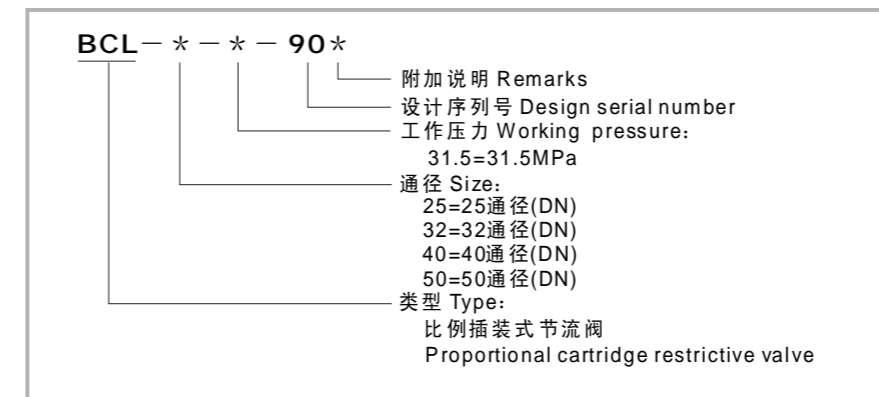 BCL－*－*－90*
附加说明 Remarks
设计序列号 Design serial number
工作压力 Working pressure：
31.5=31.5MPa
通径 Size：
25=25通径(DN)
32=32通径(DN)
40=40通径(DN)
50=50通径(DN)
类型 Type：
比例插装式节流阀
Proportional cartridge restrictive valve